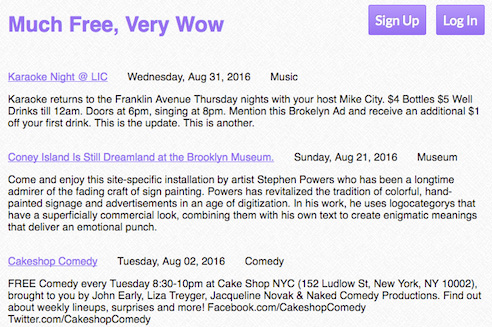 Much Free, Very Wow
Sign Up
Log In
Karaoke Night @ LIC Wednesday, Aug 31, 2016 Music
Karaoke returns to the Franklin Avenue Thursday nights with your host Mike City. $4 Bottles $5 Well
Drinks till 12am. Doors at 6pm, singing at 8pm. Mention this Brokelyn Ad and receive an additional $1
off your first drink. This is the update. This is another.
Coney Island Is Still Dreamland at the Brooklyn Museum. Sunday, Aug 21, 2016 Museum
Come and enjoy this site-specific installation by artist Stephen Powers who has been a longtime
admirer of the fading craft of sign painting. Powers has revitalized the tradition of colorful, hand-
painted signage and advertisements in an age of digitization. In his work, he uses logocategorys that
have a superficially commercial look, combining them with his own text to create enigmatic meanings
that deliver an emotional punch.
Cakeshop Comedy Tuesday, Aug 02, 2016 Comedy
FREE Comedy every Tuesday 8:30-10pm at Cake Shop NYC (152 Ludlow St, New York, NY 10002),
brought to you by John Early, Liza Treyger, Jacqueline Novak & Naked Comedy Productions. Find out
about weekly lineups, surprises and more! Facebook.com/CakeshopComedy
Twitter.com/CakeshopComedy